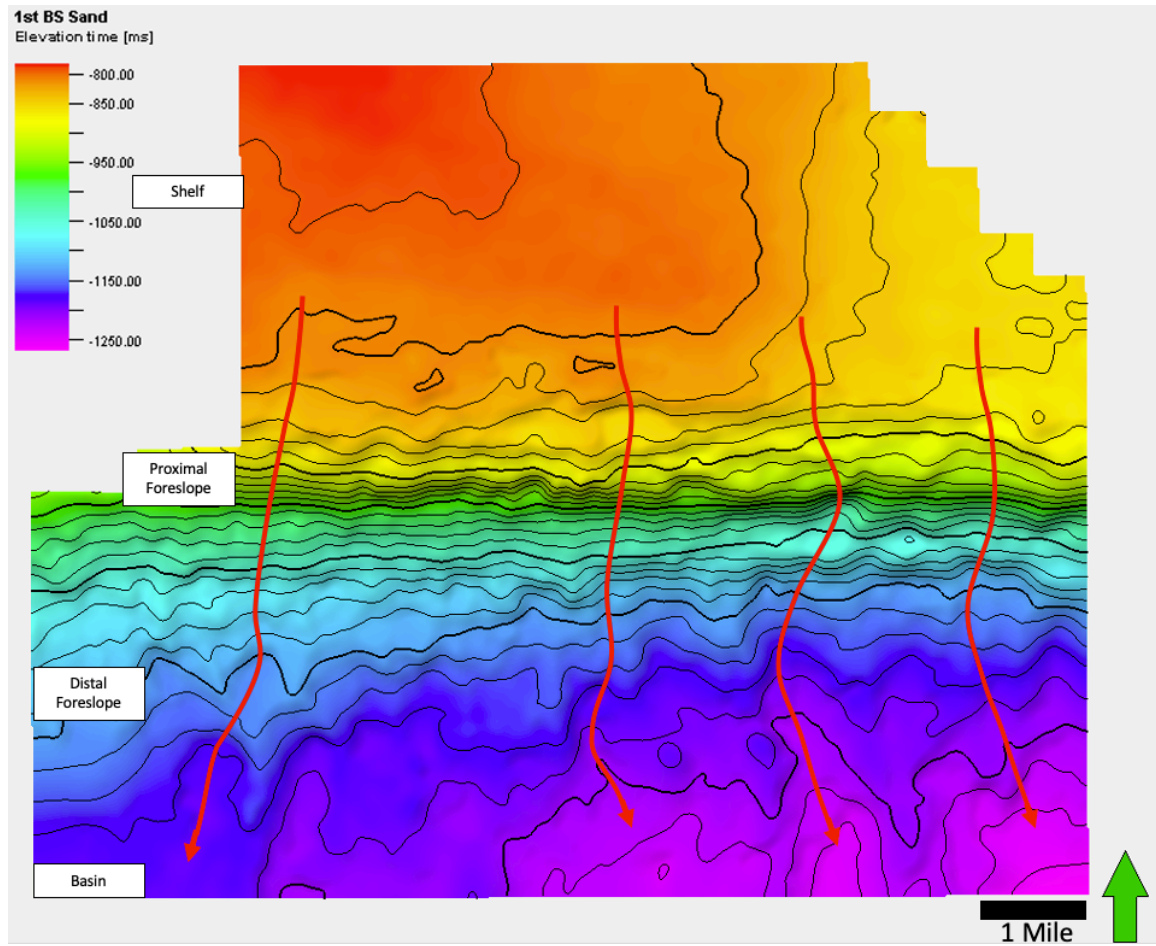 1st BS Sand
Elevation time [ms]
-800.00
-850.00
-950.00
-1050.00
-1150.00
-1250.00
Shelf
Proximal
Foreslope
Distal
Foreslope
Basin
1 Mile